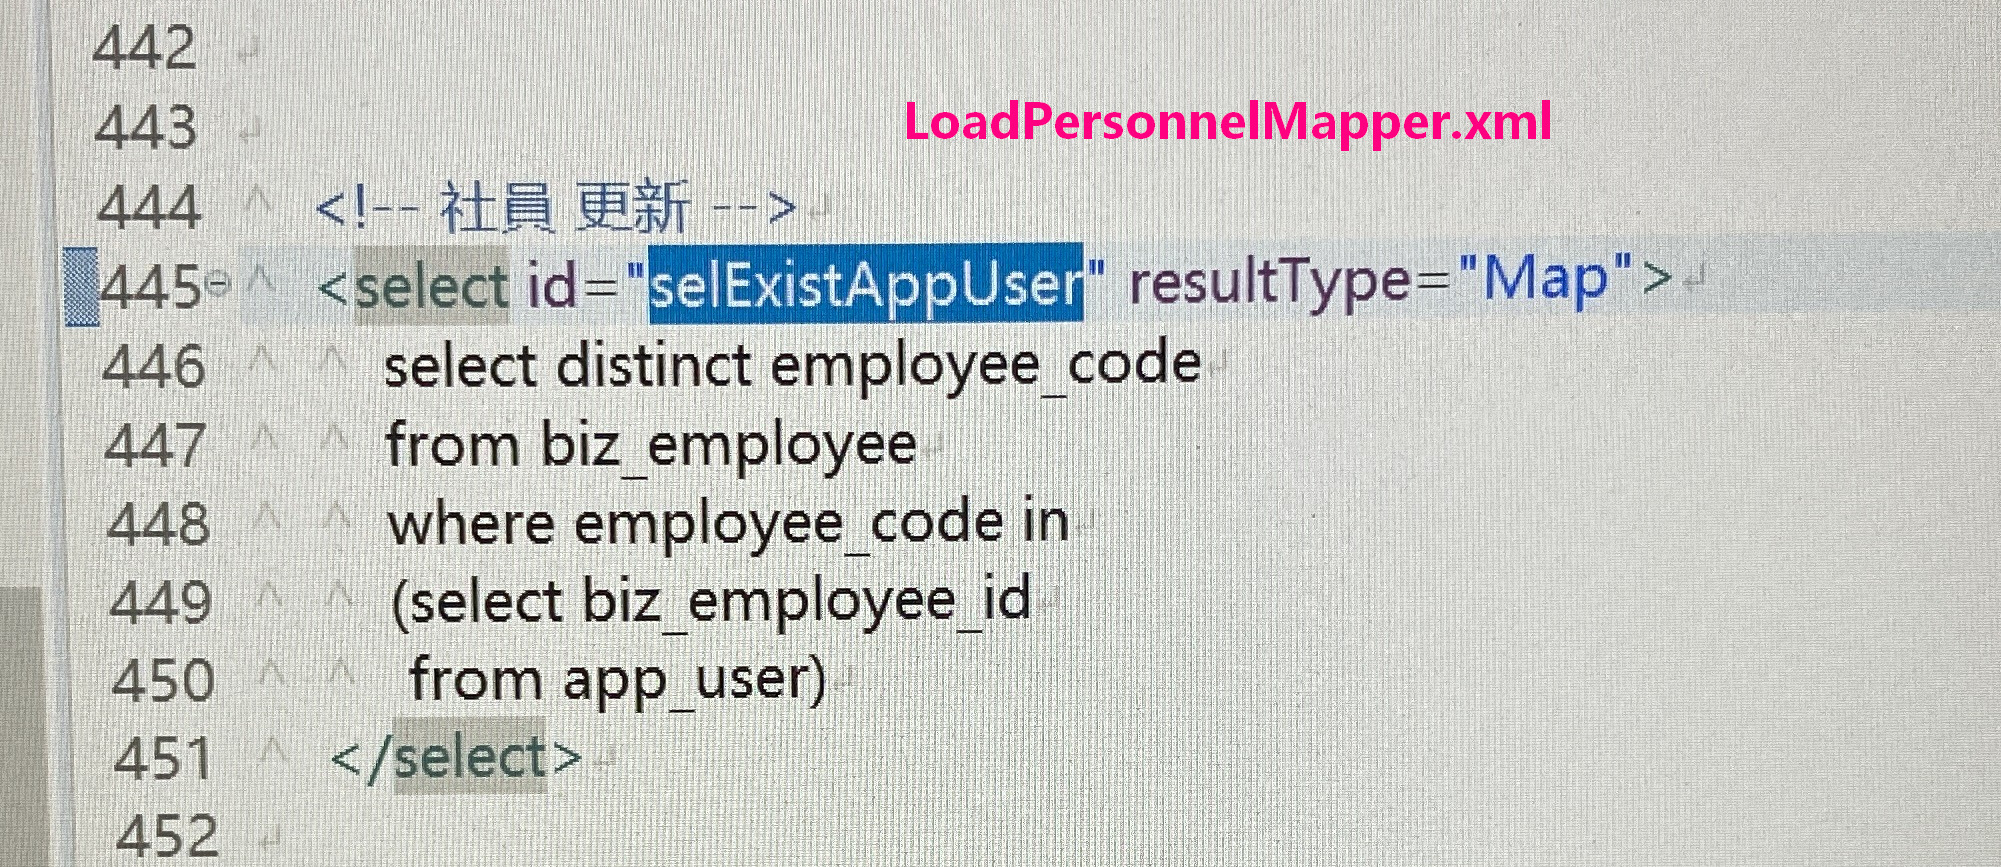 442
443
LoadPersonnelMapper.xml
444 <!-- 社員 更新 -->
445 <select id="selExistAppUser" resultType="Map">
446 select distinct employee_code
447 from biz_employee
448 where employee_code in
449 (select biz_employee_id
450 from app_user)
451 </select>
452